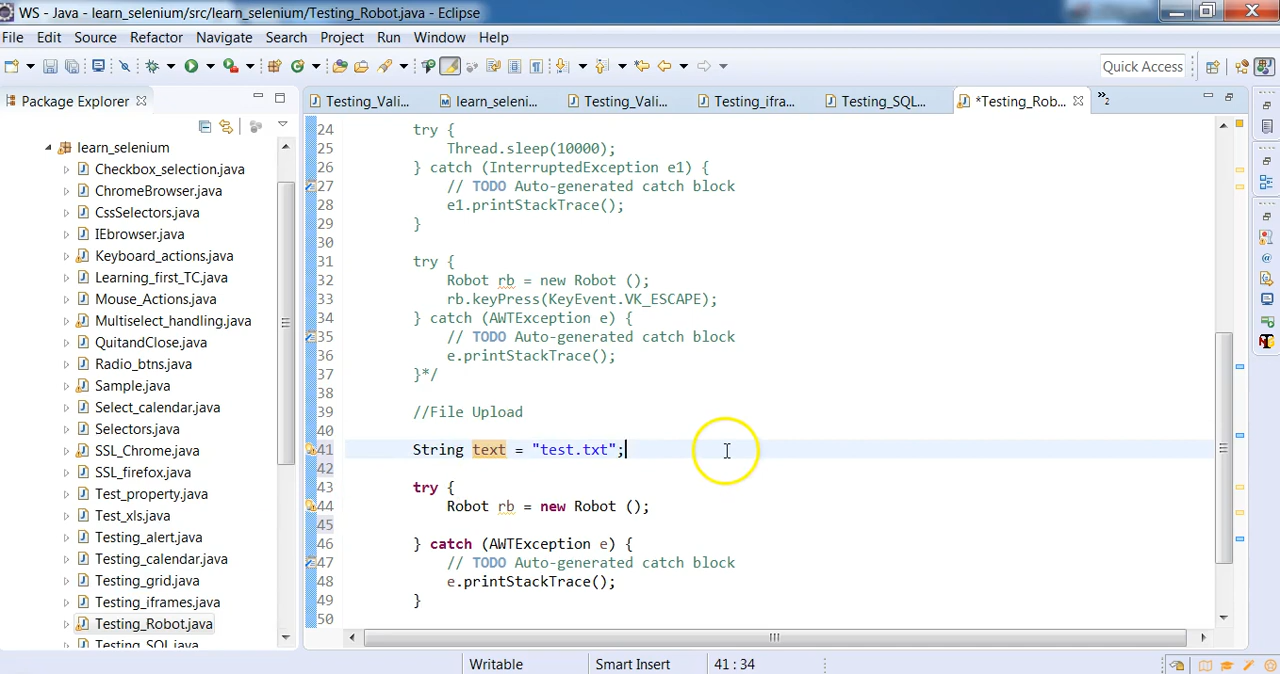 WS - Java - learn_selenium/src/learn_selenium/Testing_Robot.java - Eclipse
File Edit Source Refactor Navigate Search Project Run Window Help
Quick Access
Package Explorer
Testing_Vali... learn_seleni... Testing_Vali... Testing_ifra... Testing_SQL... *Testing_Rob... »2
learn_selenium
Checkbox_selection.java
ChromeBrowser.java
CssSelectors.java
IEbrowser.java
Keyboard_actions.java
Learning_first_TC.java
Mouse_Actions.java
Multiselect_handling.java
QuitandClose.java
Radio_btns.java
Sample.java
Select_calendar.java
Selectors.java
SSL_Chrome.java
SSL_firefox.java
Test_property.java
Test_xls.java
Testing_alert.java
Testing_calendar.java
Testing_grid.java
Testing_iframes.java
Testing_Robot.java
Testing_SQL.java
24 try {
25 Thread.sleep(10000);
26 } catch (InterruptedException e1) {
27 // TODO Auto-generated catch block
28 e1.printStackTrace();
29 }
30
31 try {
32 Robot rb = new Robot ();
33 rb.keyPress(KeyEvent.VK_ESCAPE);
34 } catch (AWTException e) {
35 // TODO Auto-generated catch block
36 e.printStackTrace();
37 }*/
38
39 //File Upload
40
41 String text = "test.txt";
42
43 try {
44 Robot rb = new Robot ();
45
46 } catch (AWTException e) {
47 // TODO Auto-generated catch block
48 e.printStackTrace();
49 }
50
Writable Smart Insert 41 : 34